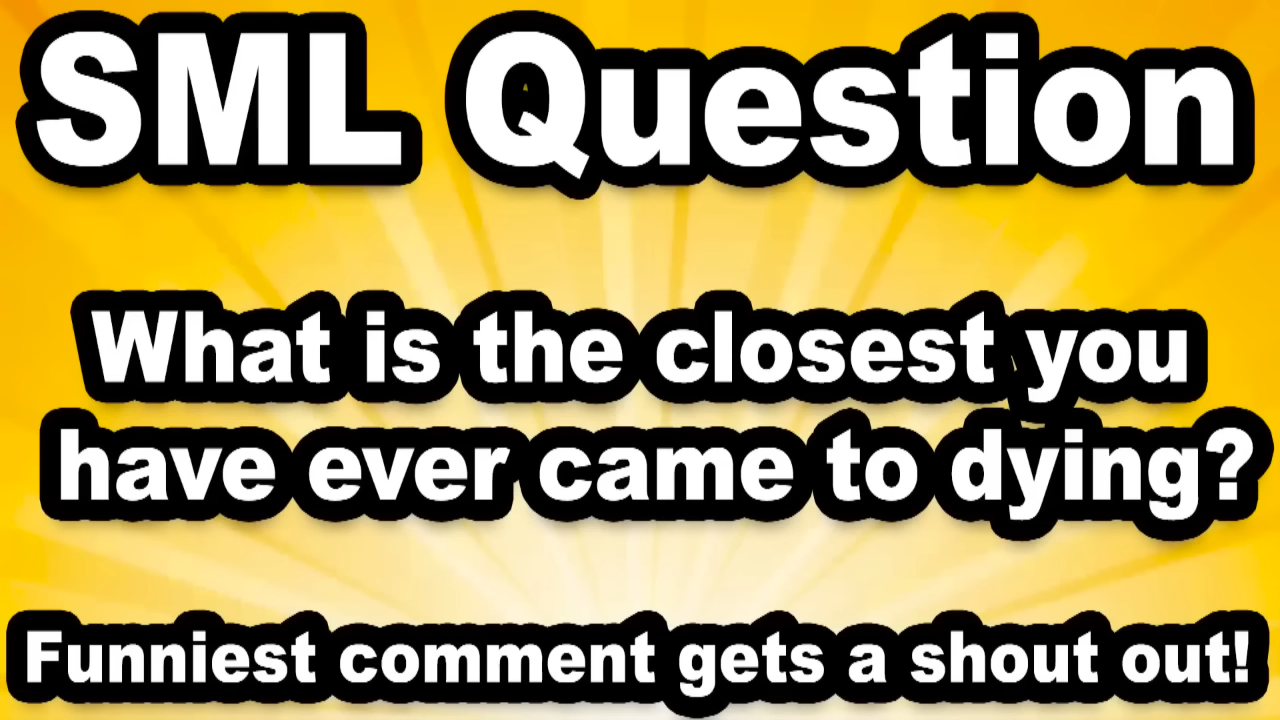 SML Question
What is the closest you
have ever came to dying?
Funniest comment gets a shout out!